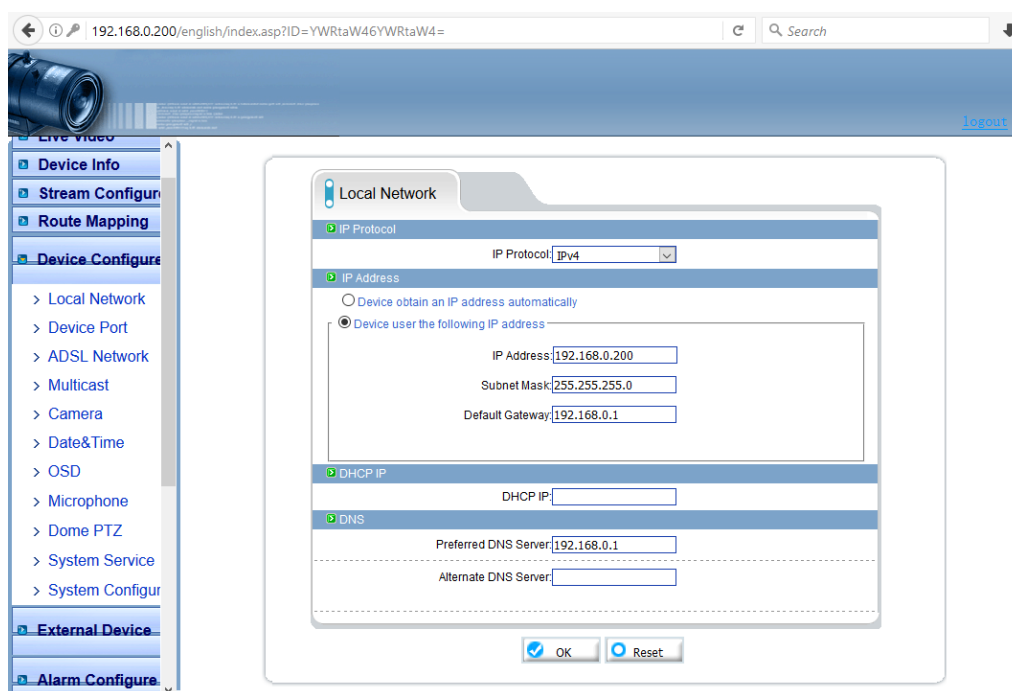 192.168.0.200/english/index.asp?ID=YWRtaW46YWRtaW4=
Search
logout
Live Video
Device Info
Stream Configure
Route Mapping
Device Configure
> Local Network
> Device Port
> ADSL Network
> Multicast
> Camera
> Date&Time
> OSD
> Microphone
> Dome PTZ
> System Service
> System Configur
External Device
Alarm Configure
Local Network
IP Protocol
IP Protocol: IPv4
IP Address
Device obtain an IP address automatically
Device user the following IP address
IP Address: 192.168.0.200
Subnet Mask: 255.255.255.0
Default Gateway: 192.168.0.1
DHCP IP
DHCP IP:
DNS
Preferred DNS Server: 192.168.0.1
Alternate DNS Server:
OK
Reset